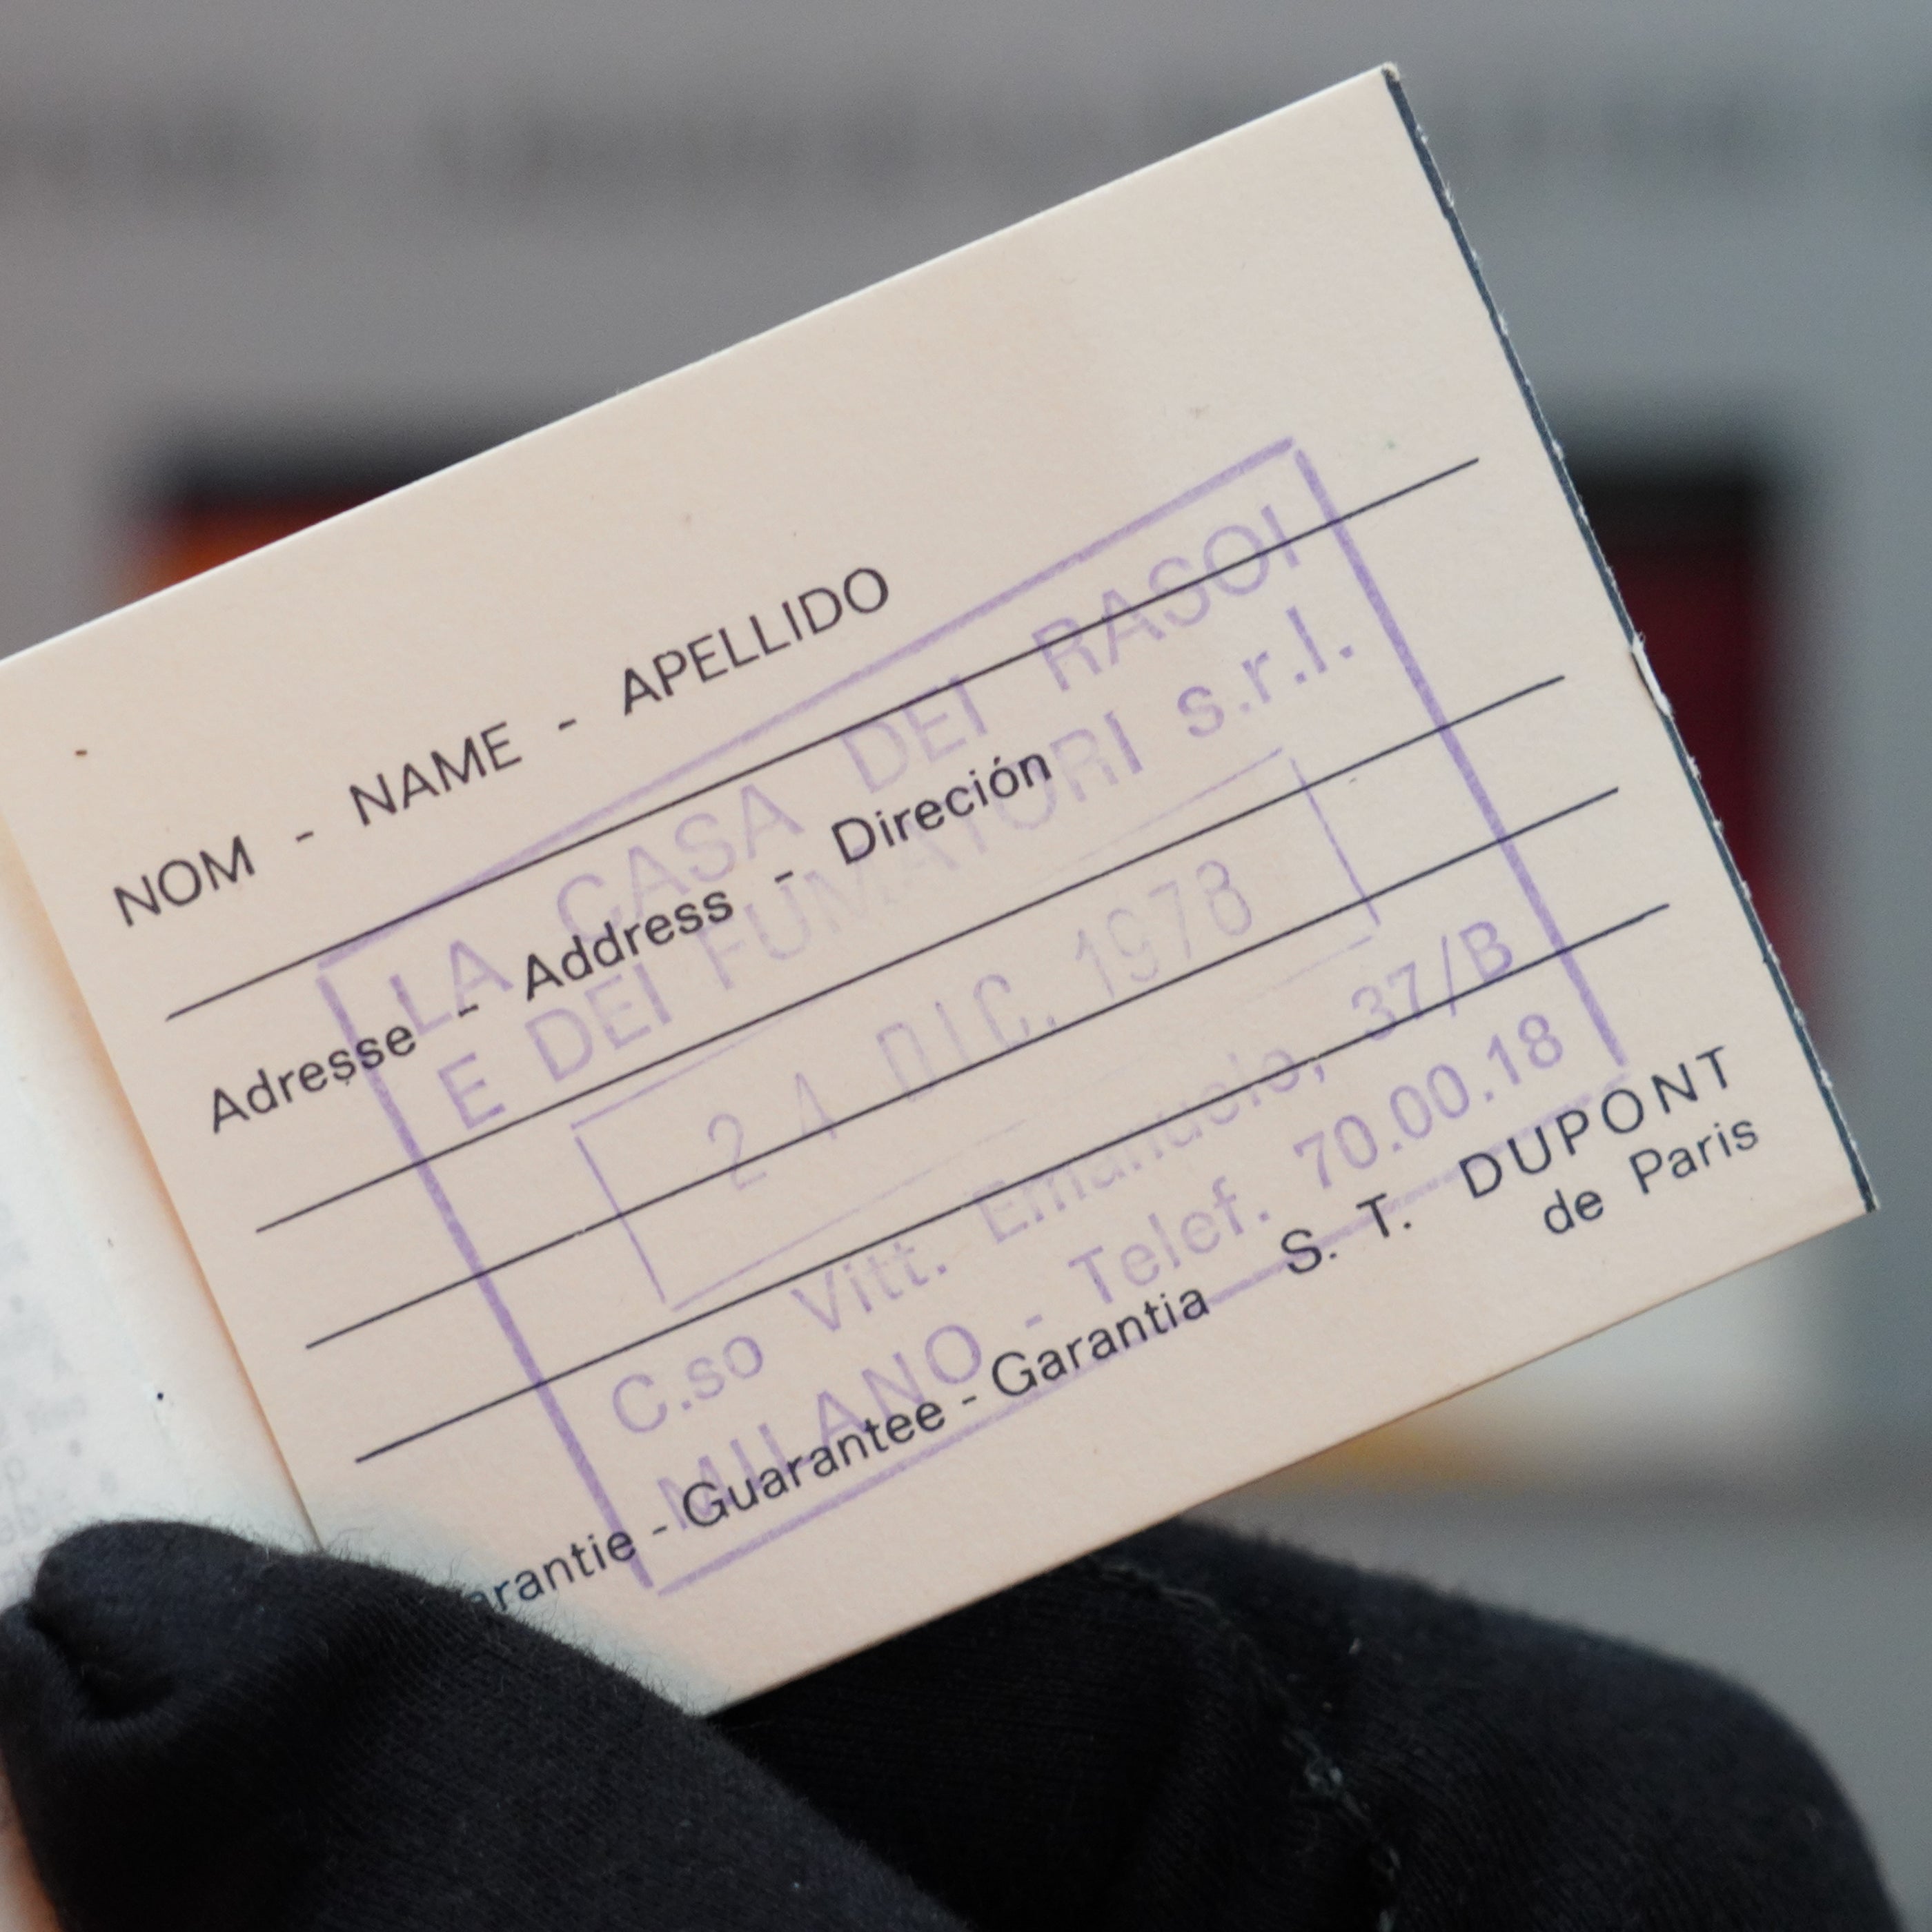 NOM - NAME - APELLIDO
LA CASA DEI RASOI
Adresse - Address - Direción
E DEI FUMATORI s.r.l.
24 DIC. 1978
C.so Vitt. Emanuele, 37/B
MILANO - Telef. 70.00.18
arantie - Guarantee - Garantia S. T. DUPONT
de Paris